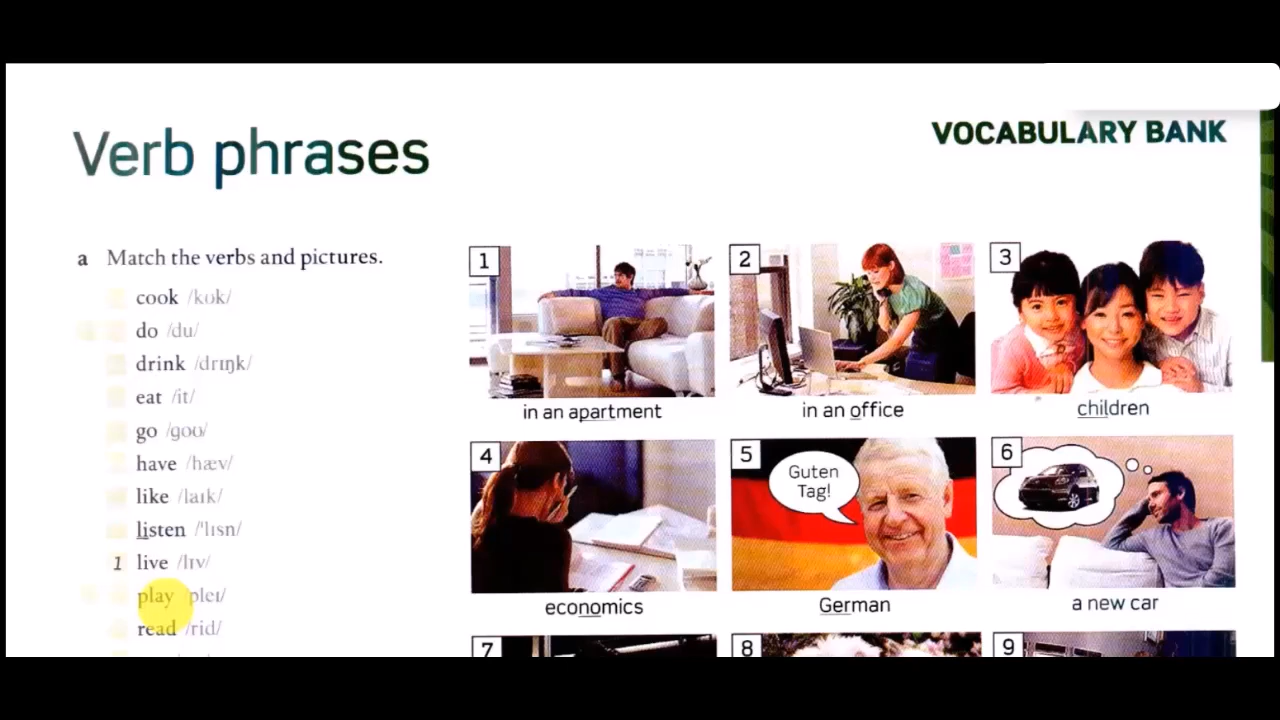 Verb phrases
VOCABULARY BANK
a Match the verbs and pictures.
cook /kʊk/
do /du/
drink /drɪŋk/
eat /it/
go /goʊ/
have /hæv/
like /laɪk/
listen /ˈlɪsn/
1 live /lɪv/
play /pleɪ/
read /rid/
1
in an apartment
2
in an office
3
children
4
economics
5
Guten
Tag!
German
6
a new car
7
8
9